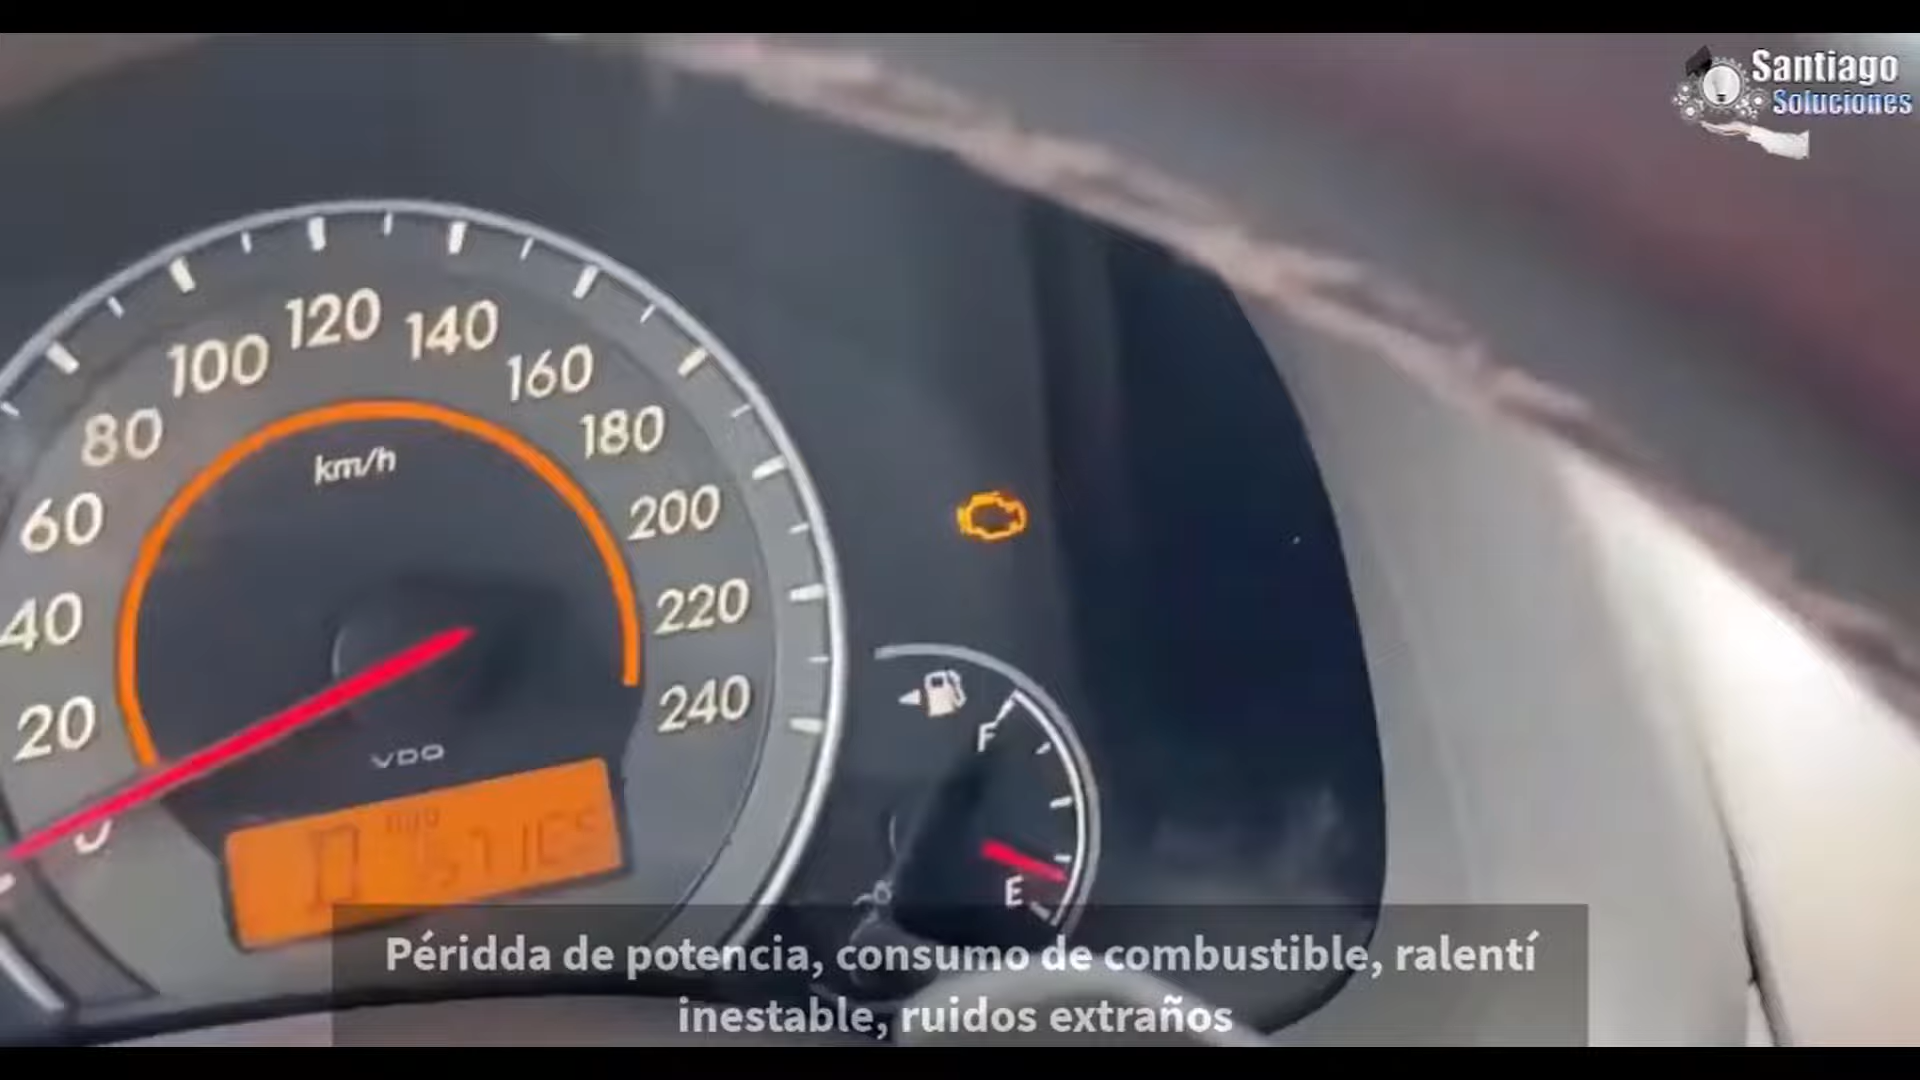 Santiago
Soluciones
120
140
100
160
80
180
km/h
60
200
40
220
20
240
VDO
F
E
Péridda de potencia, consumo de combustible, ralentí
inestable, ruidos extraños